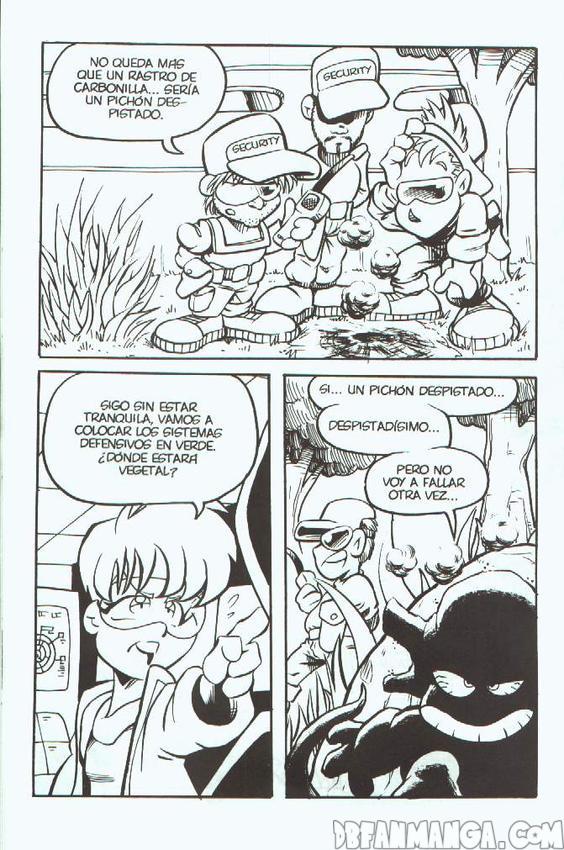 NO QUEDA MAS
QUE UN RASTRO DE
CARBONILLA... SERÍA
UN PICHÓN DES-
PISTADO.
SECURITY
SECURITY
SIGO SIN ESTAR
TRANQUILA, VAMOS A
COLOCAR LOS SISTEMAS
DEFENSIVOS EN VERDE.
¿DÓNDE ESTARÁ
VEGETAL?
SI... UN PICHÓN DESPISTADO...
DESPISTADÍSIMO...
PERO NO
VOY A FALLAR
OTRA VEZ...
DBFANMANGA.COM